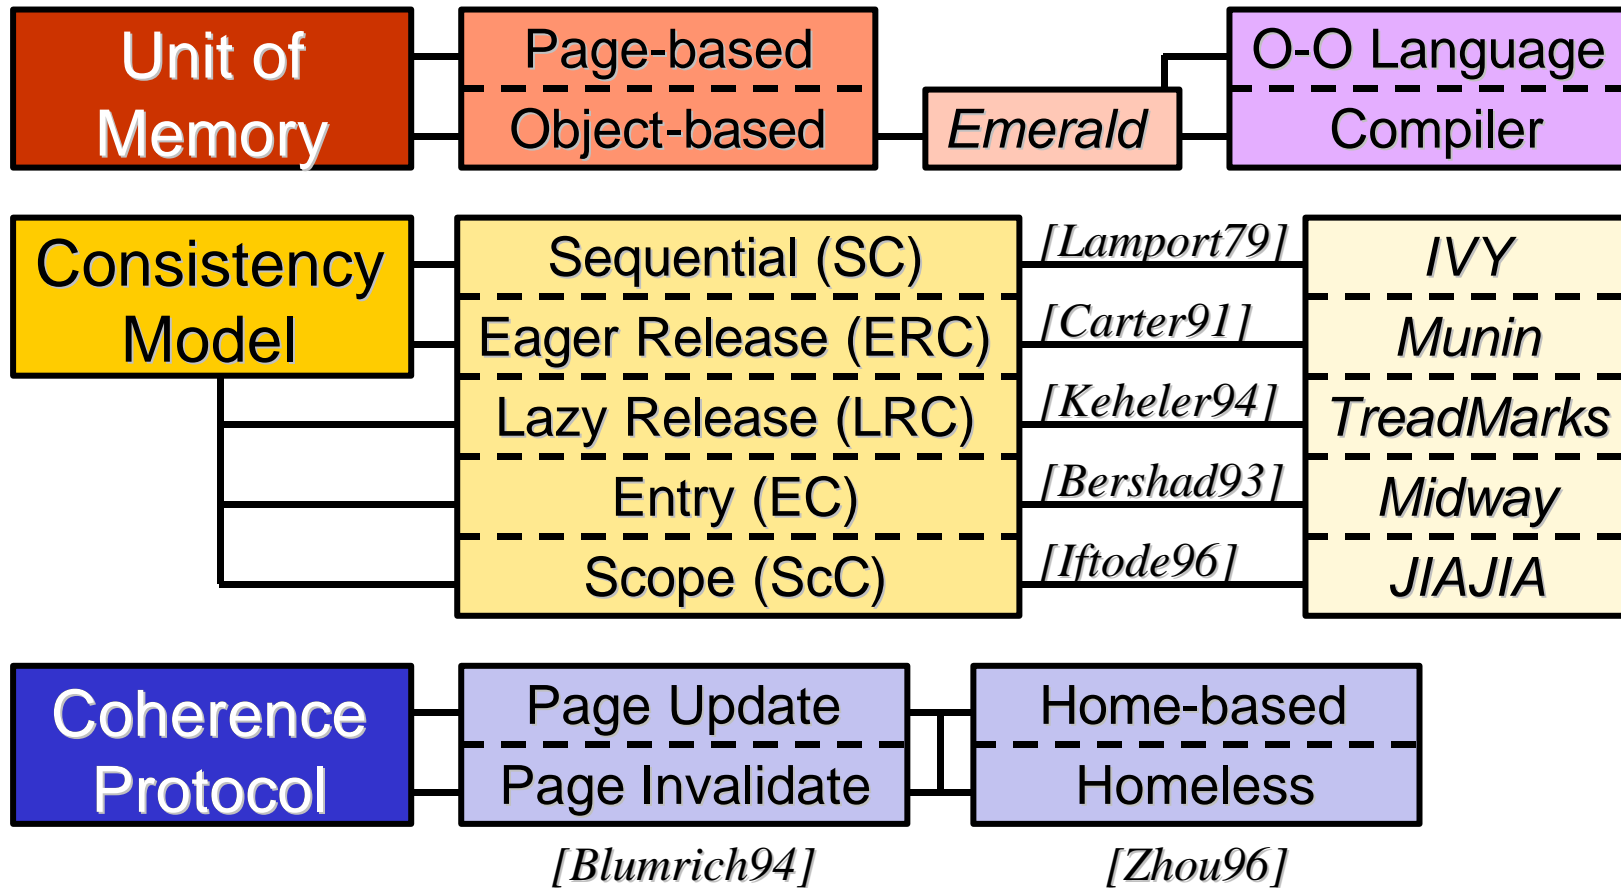 Unit of
Memory
Page-based
Object-based
Emerald
O-O Language
Compiler
Consistency
Model
Sequential (SC)
[Lamport79]
IVY
Eager Release (ERC)
[Carter91]
Munin
Lazy Release (LRC)
[Keheler94]
TreadMarks
Entry (EC)
[Bershad93]
Midway
Scope (ScC)
[Iftode96]
JIAJIA
Coherence
Protocol
Page Update
Page Invalidate
Home-based
Homeless
[Blumrich94]
[Zhou96]